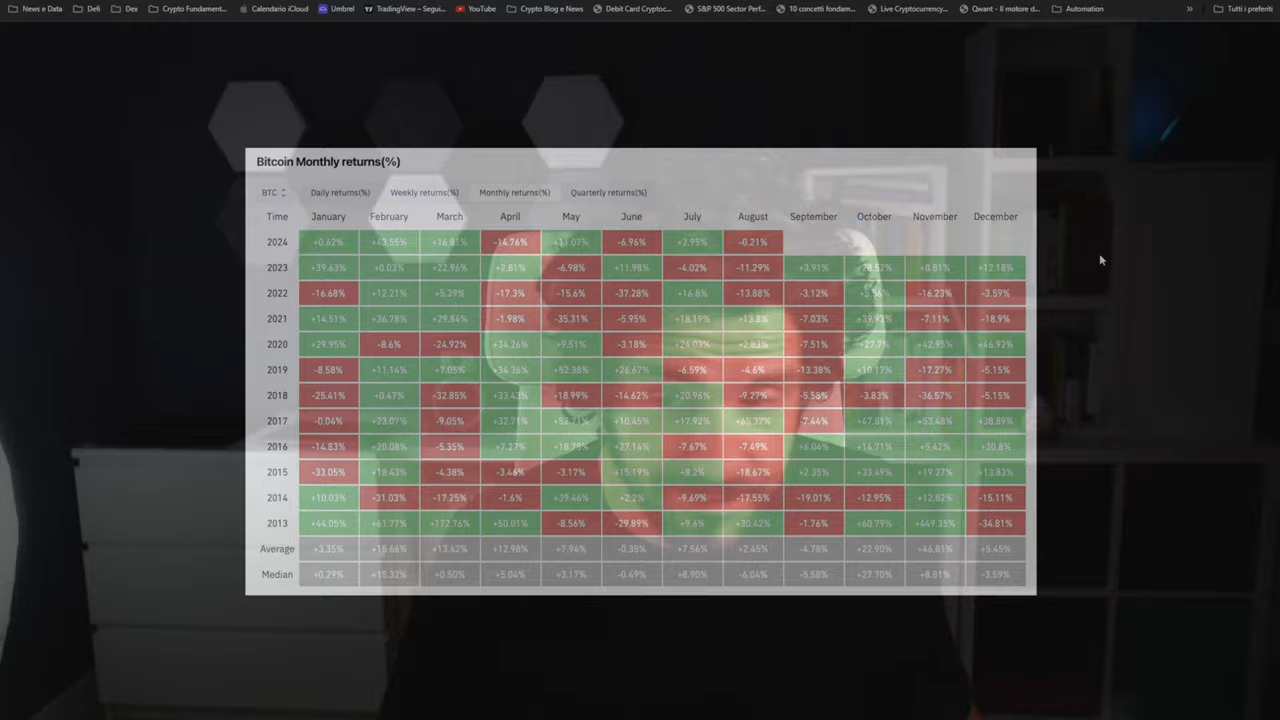 News e Data Defi Dex Crypto Fundament... Calendario iCloud Umbrel TradingView – Segui... YouTube Crypto Blog e News Debit Card Cryptoc... S&P 500 Sector Perf... 10 concetti fondam... Live Cryptocurrency... Qwant - Il motore d... Automation » Tutti i preferiti
Bitcoin Monthly returns(%)
BTC Daily returns(%) Weekly returns(%) Monthly returns(%) Quarterly returns(%)
Time January February March April May June July August September October November December
2024 +0.62% +43.55% +16.81% -14.76% +11.07% -6.96% +2.95% -0.21%
2023 +39.63% +0.03% +22.96% +2.81% -6.98% +11.98% -4.02% -11.29% +3.91% +28.52% +8.81% +12.18%
2022 -16.68% +12.21% +5.39% -17.3% -15.6% -37.28% +16.8% -13.88% -3.12% +5.56% -16.23% -3.59%
2021 +14.51% +36.78% +29.84% -1.98% -35.31% -5.95% +18.19% +13.8% -7.03% +39.93% -7.11% -18.9%
2020 +29.95% -8.6% -24.92% +34.26% +9.51% -3.18% +24.03% +2.83% -7.51% +27.7% +42.95% +46.92%
2019 -8.58% +11.14% +7.05% +34.36% +52.38% +26.67% -6.59% -4.6% -13.38% +10.17% -17.27% -5.15%
2018 -25.41% +0.47% -32.85% +33.43% -18.99% -14.62% +20.96% -9.27% -5.58% -3.83% -36.57% -5.15%
2017 -0.04% +23.07% -9.05% +32.71% +52.71% +10.45% +17.92% +65.32% -7.44% +47.81% +53.48% +38.89%
2016 -14.83% +20.08% -5.35% +7.27% +18.78% +27.14% -7.67% -7.49% +6.04% +14.71% +5.42% +30.8%
2015 -33.05% +18.43% -4.38% -3.46% -3.17% +15.19% +8.2% -18.67% +2.35% +33.49% +19.27% +13.83%
2014 +10.03% -31.03% -17.25% -1.6% +39.46% +2.2% -9.69% -17.55% -19.01% -12.95% +12.82% -15.11%
2013 +44.05% +61.77% +172.76% +50.01% -8.56% -29.89% +9.6% +30.42% -1.76% +60.79% +449.35% -34.81%
Average +3.35% +15.66% +13.42% +12.98% +7.94% -0.35% +7.56% +2.45% -4.78% +22.90% +46.81% +5.45%
Median +0.29% +15.32% +0.50% +5.04% +3.17% -0.49% +8.90% -6.04% -5.58% +27.70% +8.81% -3.59%